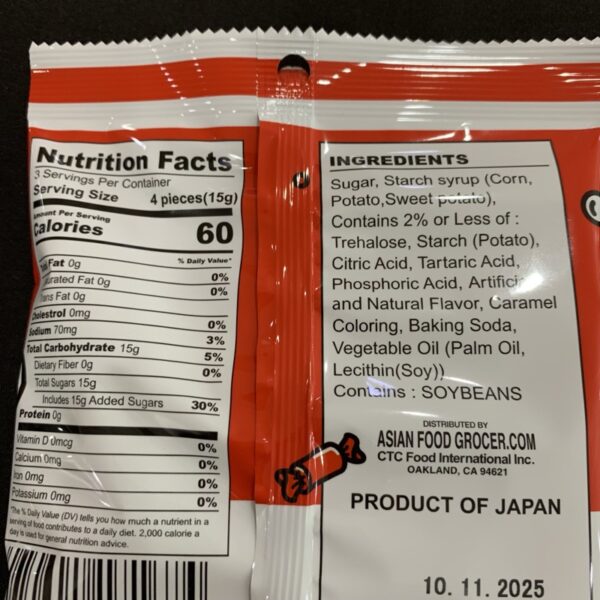 Nutrition Facts
3 Servings Per Container
Serving Size 4 pieces(15g)
Amount Per Serving
Calories 60
% Daily Value*
Fat 0g 0%
urated Fat 0g 0%
rans Fat 0g
Cholestrol 0mg 0%
Sodium 70mg 3%
Total Carbohydrate 15g 5%
Dietary Fiber 0g 0%
Total Sugars 15g
Includes 15g Added Sugars 30%
Protein 0g
Vitamin D 0mcg 0%
Calcium 0mg 0%
Iron 0mg 0%
Potassium 0mg 0%
*The % Daily Value (DV) tells you how much a nutrient in a
serving of food contributes to a daily diet. 2,000 calorie a
day is used for general nutrition advice.
INGREDIENTS
Sugar, Starch syrup (Corn,
Potato,Sweet potato),
Contains 2% or Less of :
Trehalose, Starch (Potato),
Citric Acid, Tartaric Acid,
Phosphoric Acid, Artificial
and Natural Flavor, Caramel
Coloring, Baking Soda,
Vegetable Oil (Palm Oil,
Lecithin(Soy))
Contains : SOYBEANS
DISTRIBUTED BY
ASIAN FOOD GROCER.COM
CTC Food International Inc.
OAKLAND, CA 94621
PRODUCT OF JAPAN
10. 11. 2025